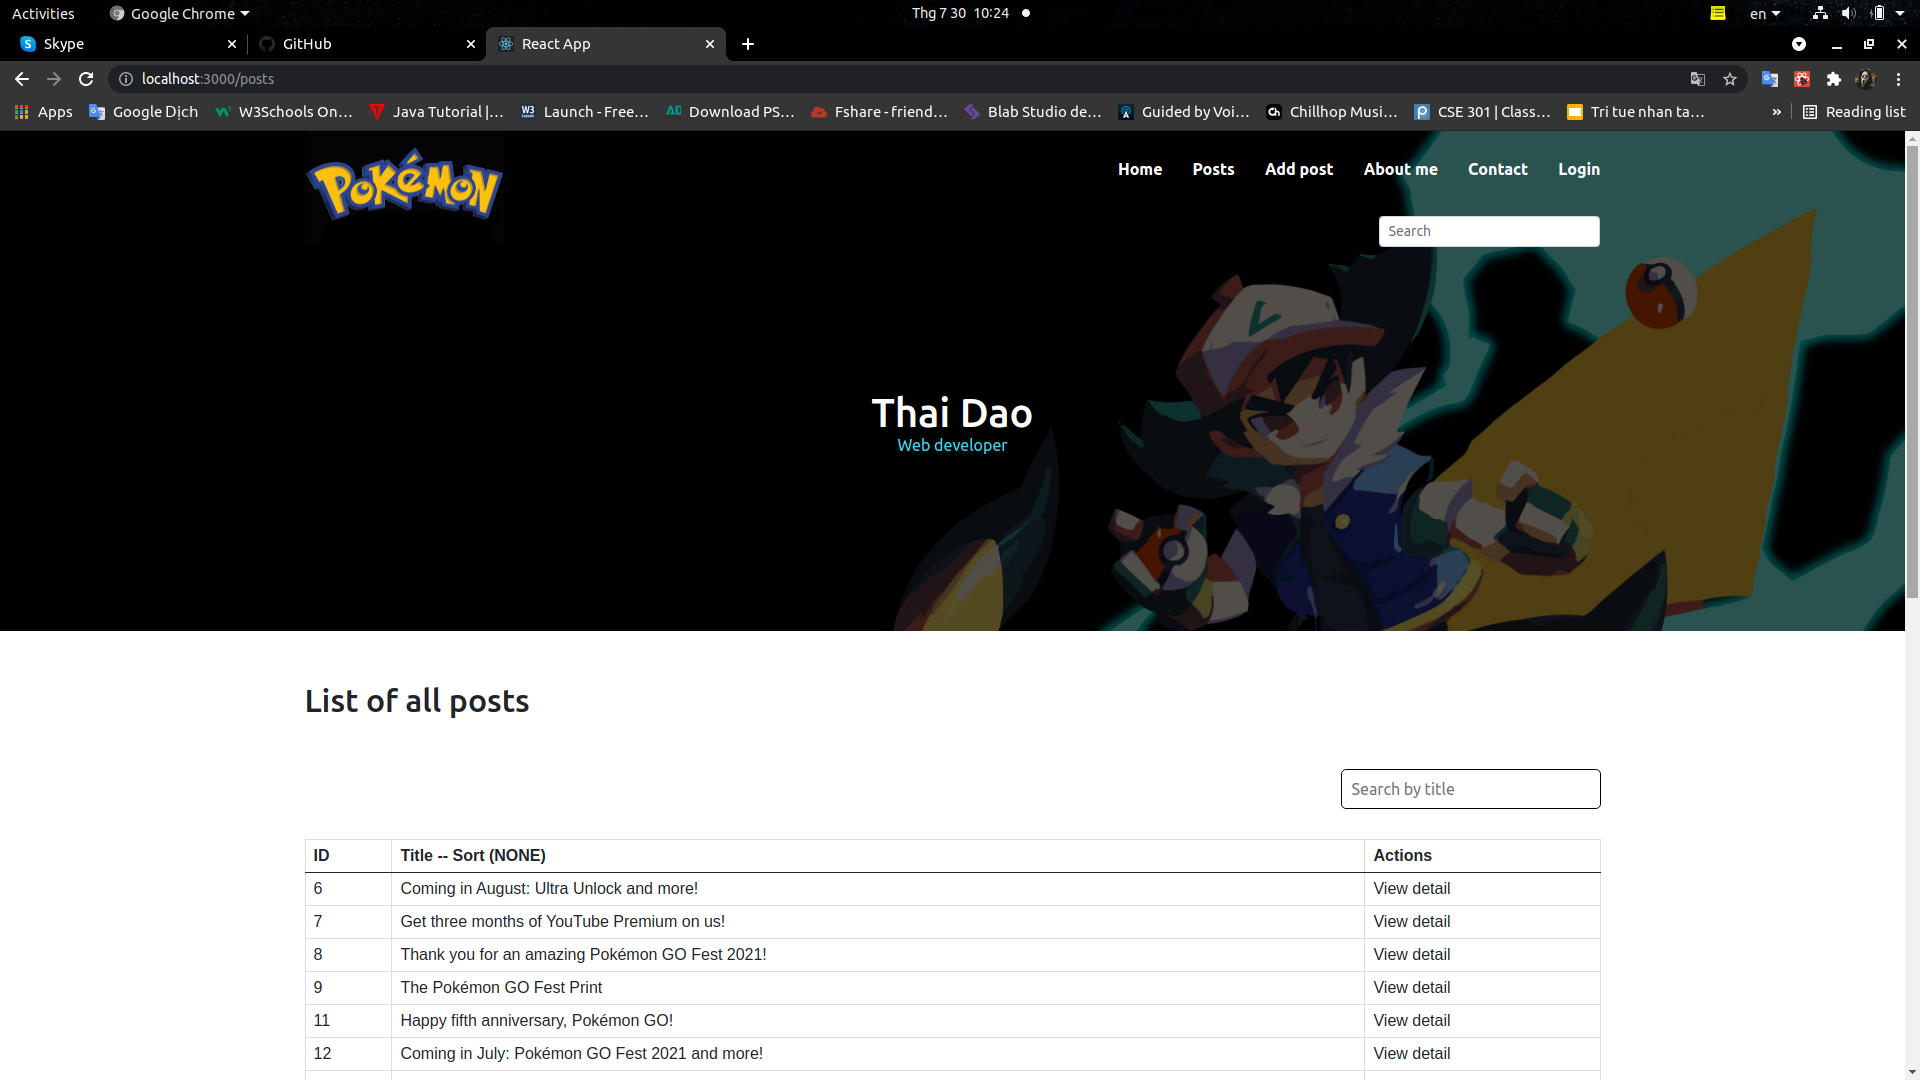 Activities Google Chrome Thg 7 30 10:24 en
Skype GitHub React App
localhost:3000/posts
Apps Google Dịch W3Schools On... Java Tutorial |... Launch - Free... Download PS... Fshare - friend... Blab Studio de... Guided by Voi... Chillhop Musi... CSE 301 | Class... Tri tue nhan ta... » Reading list
POKéMON
Home Posts Add post About me Contact Login
Search
Thai Dao
Web developer
List of all posts
Search by title
ID Title -- Sort (NONE) Actions
6 Coming in August: Ultra Unlock and more! View detail
7 Get three months of YouTube Premium on us! View detail
8 Thank you for an amazing Pokémon GO Fest 2021! View detail
9 The Pokémon GO Fest Print View detail
11 Happy fifth anniversary, Pokémon GO! View detail
12 Coming in July: Pokémon GO Fest 2021 and more! View detail